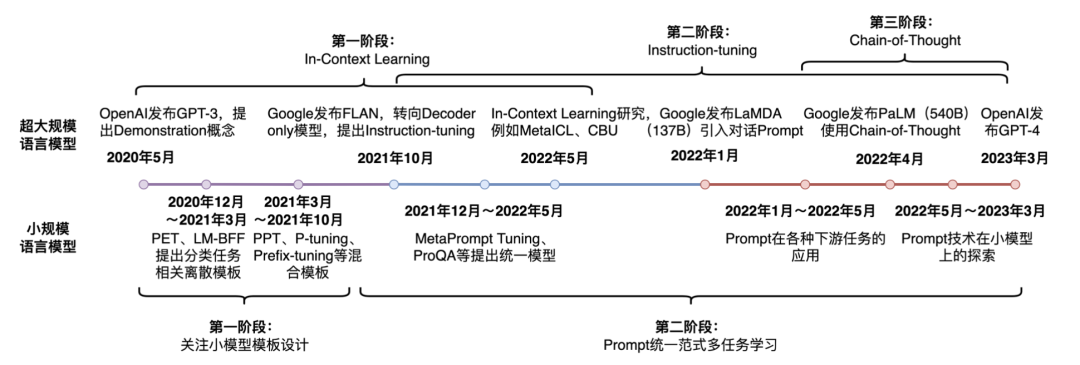 第一阶段：
In-Context Learning
第二阶段：
Instruction-tuning
第三阶段：
Chain-of-Thought
超大规模
语言模型
OpenAI发布GPT-3，提
出Demonstration概念
2020年5月
Google发布FLAN，转向Decoder
only模型，提出Instruction-tuning
2021年10月
In-Context Learning研究，
例如MetaICL、CBU
2022年5月
Google发布LaMDA
（137B）引入对话Prompt
2022年1月
Google发布PaLM（540B）
使用Chain-of-Thought
2022年4月
OpenAI发
布GPT-4
2023年3月
小规模
语言模型
2020年12月
～2021年3月
PET、LM-BFF
提出分类任务
相关离散模板
2021年3月
～2021年10月
PPT、P-tuning、
Prefix-tuning等混
合模板
2021年12月～2022年5月
MetaPrompt Tuning、
ProQA等提出统一模型
2022年1月～2022年5月
Prompt在各种下游任务的
应用
2022年5月～2023年3月
Prompt技术在小模型
上的探索
第一阶段：
关注小模型模板设计
第二阶段：
Prompt统一范式多任务学习